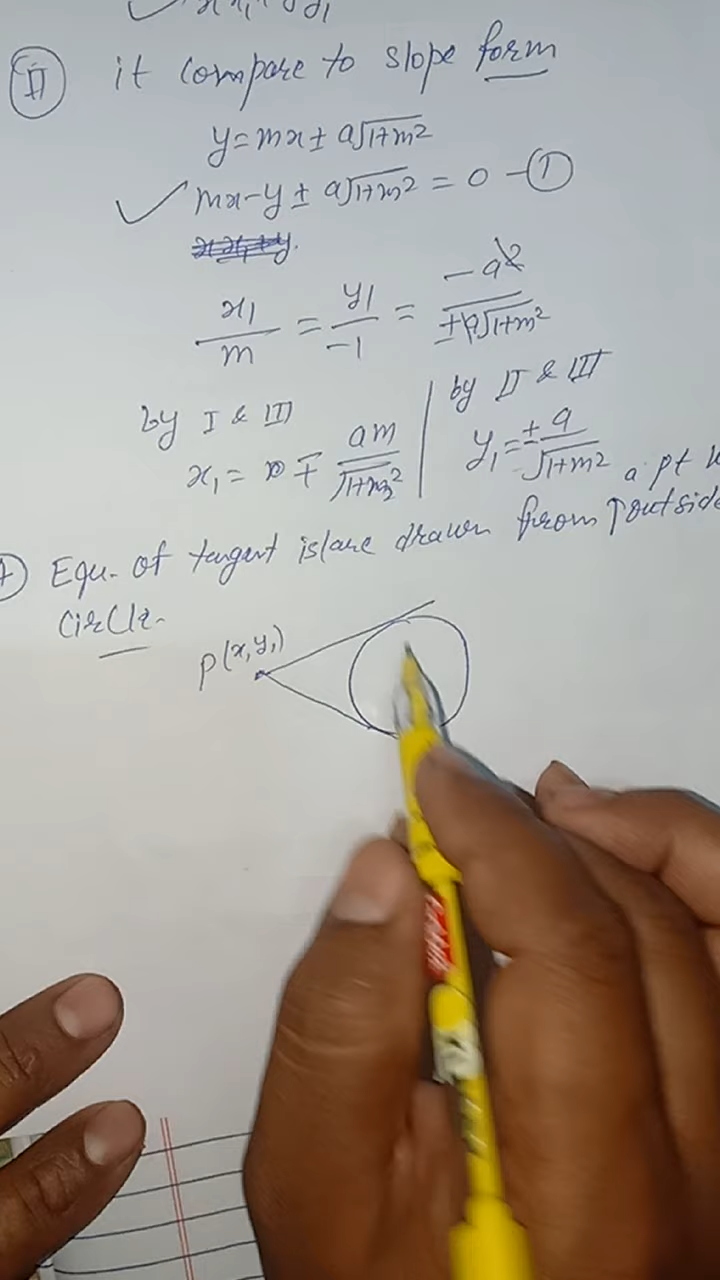 II it compare to slope form
y = mx ± a√1+m²
mx - y ± a√1+m² = 0 - ①
x₁/m = y₁/-1 = -a²/±a√1+m²
by I & III | by II & III
x₁ = ∓ am/√1+m² | y₁ = ± a/√1+m²
a pt
Equ. of tangent is/are drawn from ↑ outside
Circle.
P(x, y₁)